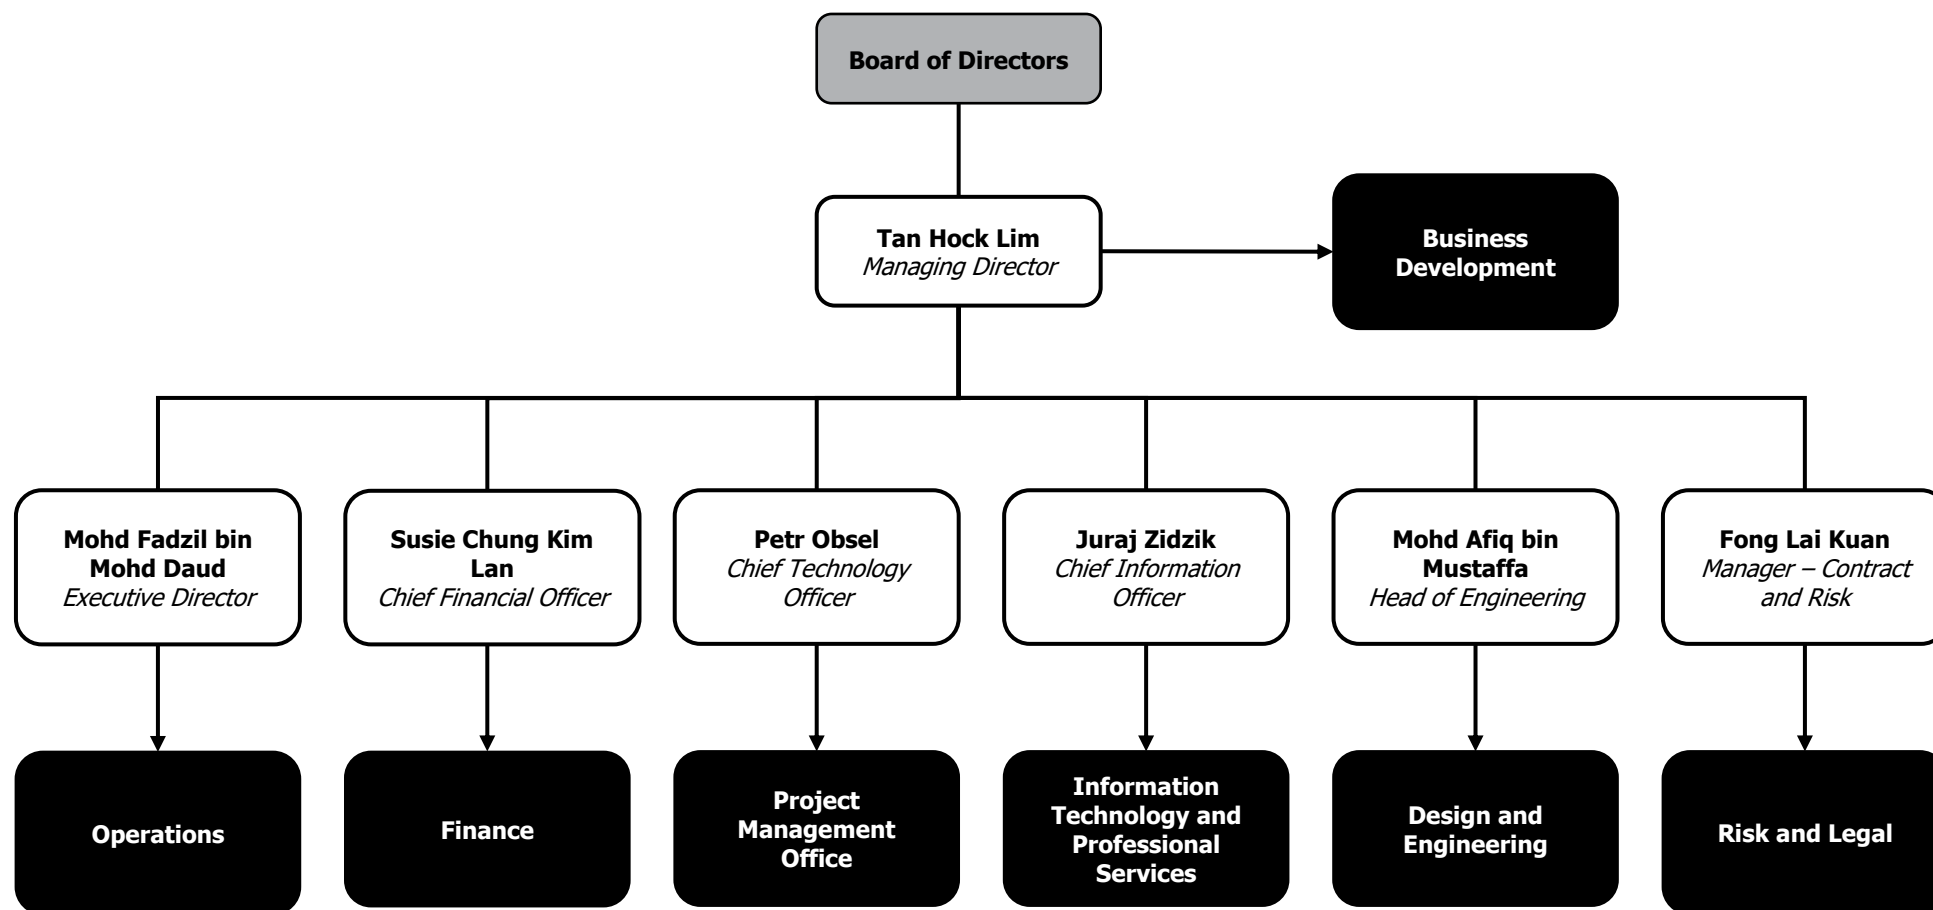 Board of Directors
Tan Hock Lim
Managing Director
Business
Development
Mohd Fadzil bin
Mohd Daud
Executive Director
Susie Chung Kim
Lan
Chief Financial Officer
Petr Obsel
Chief Technology
Officer
Juraj Zidzik
Chief Information
Officer
Mohd Afiq bin
Mustaffa
Head of Engineering
Fong Lai Kuan
Manager – Contract
and Risk
Operations
Finance
Project
Management
Office
Information
Technology and
Professional
Services
Design and
Engineering
Risk and Legal